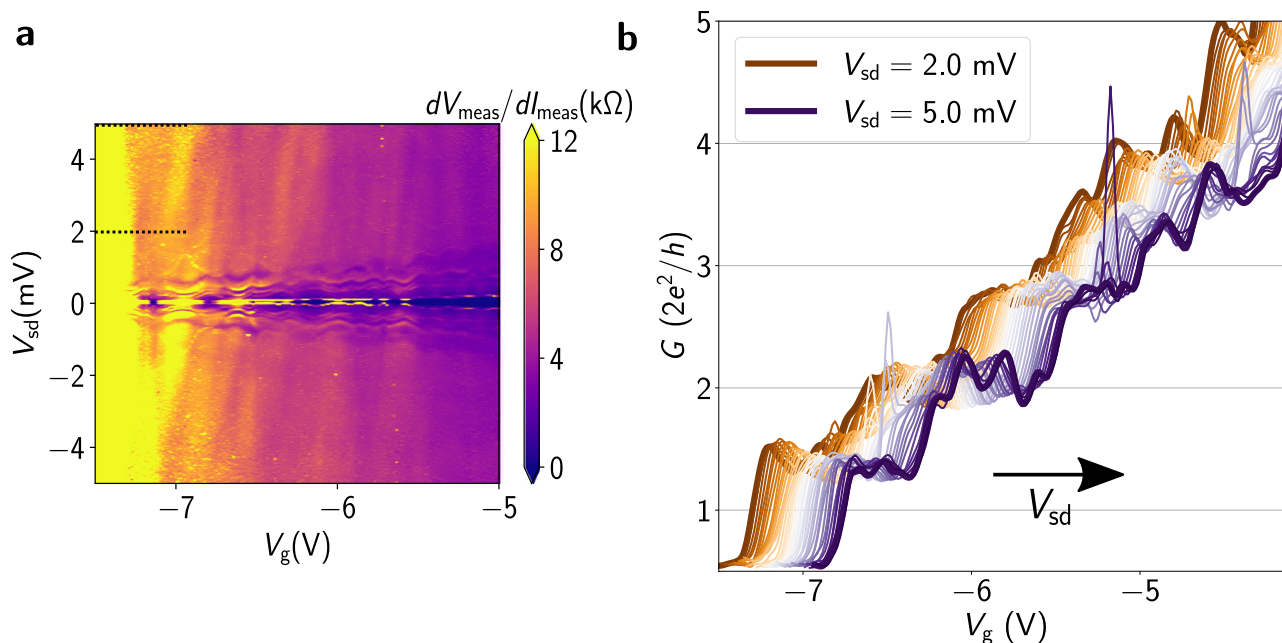 a
dV_meas/dI_meas(kΩ)
12
8
4
0
4
2
0
−2
−4
V_sd(mV)
−7
−6
−5
V_g(V)
b
V_sd = 2.0 mV
V_sd = 5.0 mV
5
4
3
2
1
G (2e²/h)
V_sd
−7
−6
−5
V_g (V)